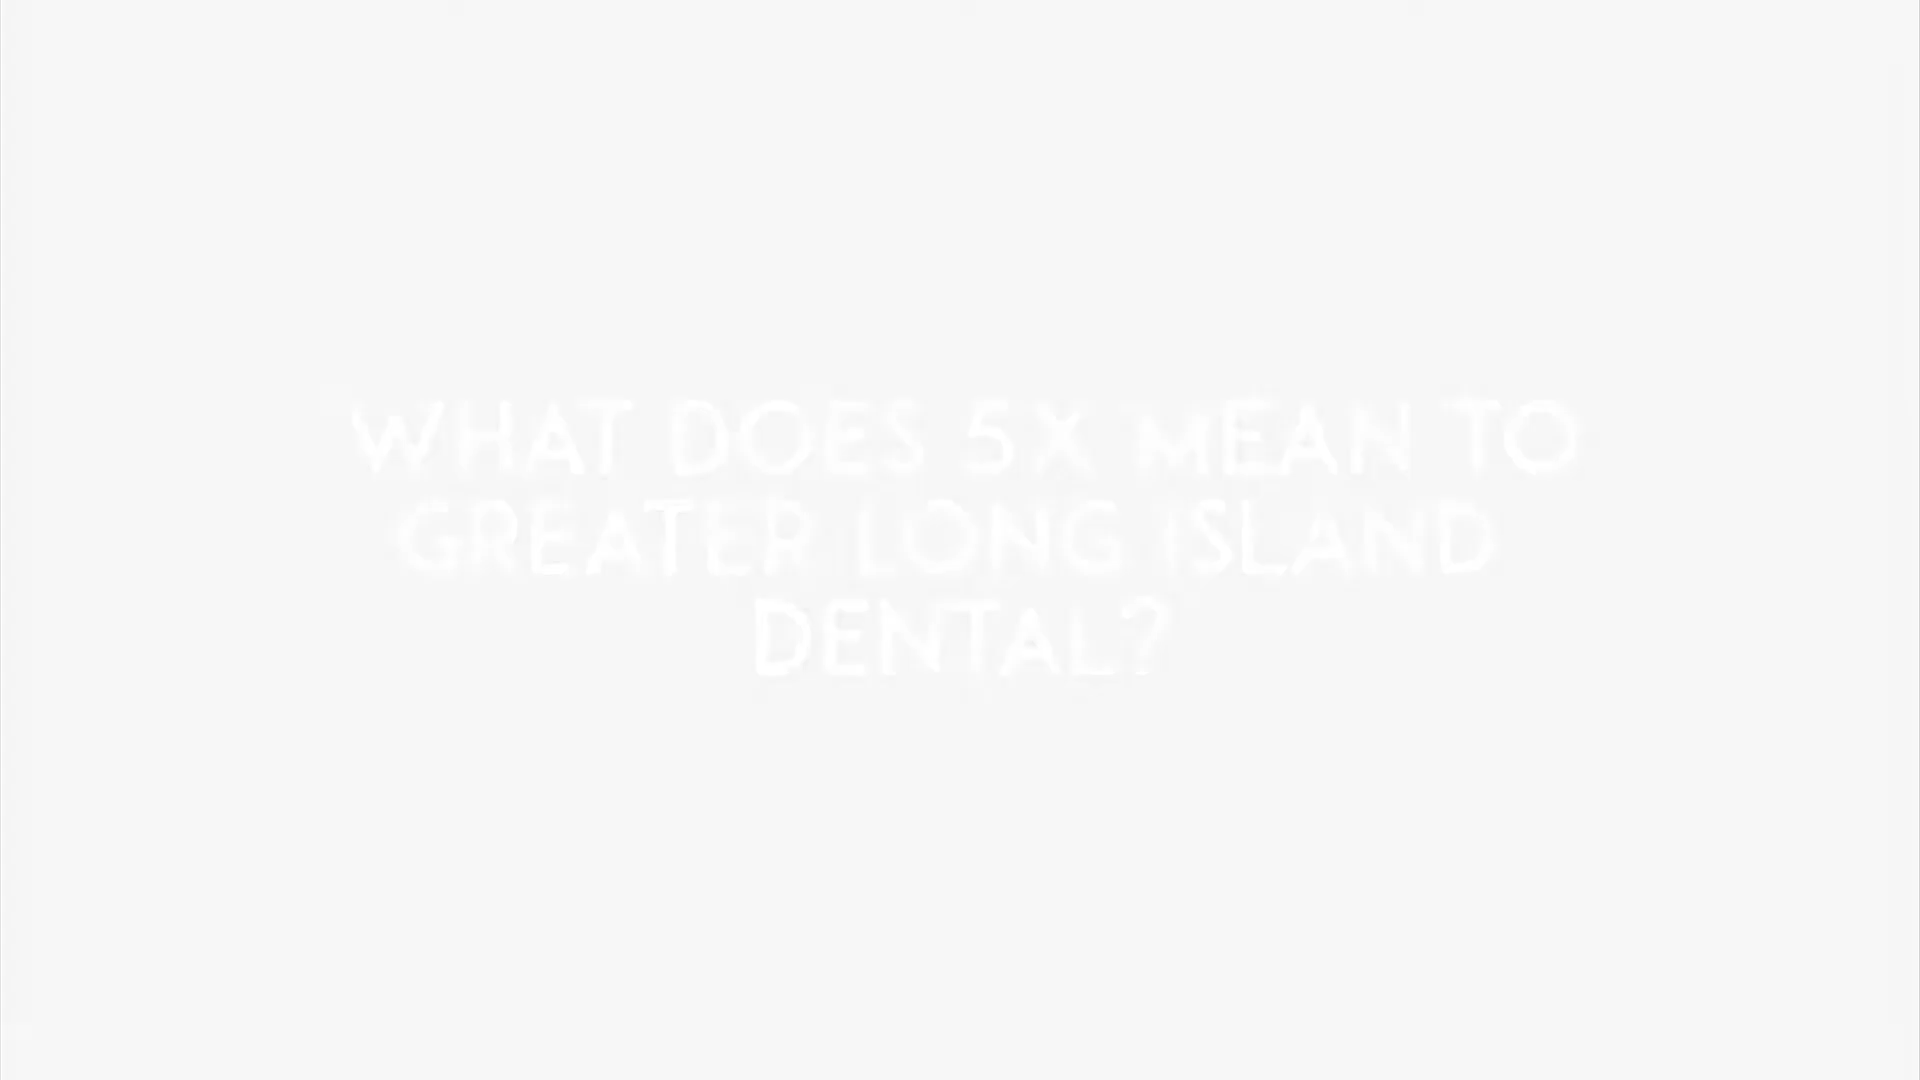 WHAT DOES 5X MEAN TO
GREATER LONG ISLAND
DENTAL?